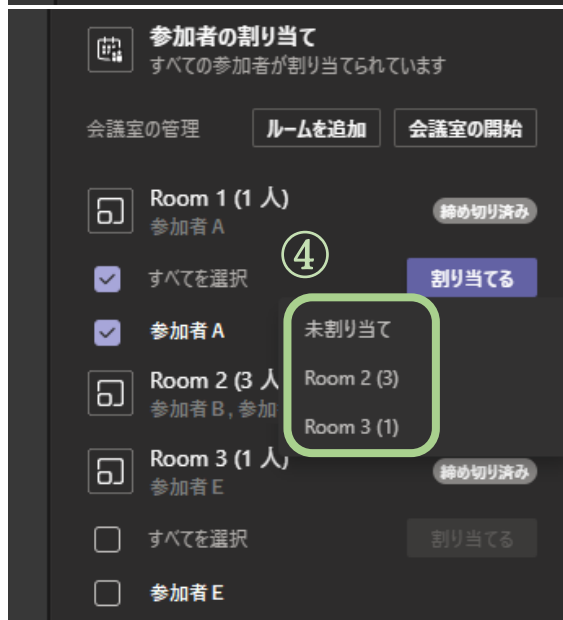 参加者の割り当て
すべての参加者が割り当てられています
会議室の管理 ルームを追加 会議室の開始
Room 1 (1 人)
締め切り済み
参加者 A
④
すべてを選択 割り当てる
参加者 A
未割り当て
Room 2 (3)
Room 3 (1)
Room 2 (3 人
参加者 B , 参加
Room 3 (1 人)
締め切り済み
参加者 E
すべてを選択 割り当てる
参加者 E